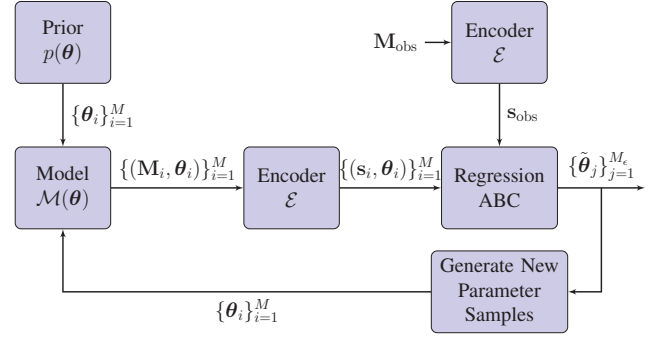 Prior
p(θ)
M_obs
Encoder
ℰ
{θ_i}_{i=1}^M
s_obs
Model
ℳ(θ)
{(M_i, θ_i)}_{i=1}^M
Encoder
ℰ
{(s_i, θ_i)}_{i=1}^M
Regression
ABC
{θ̃_j}_{j=1}^{M_ϵ}
Generate New
Parameter
Samples
{θ_i}_{i=1}^M